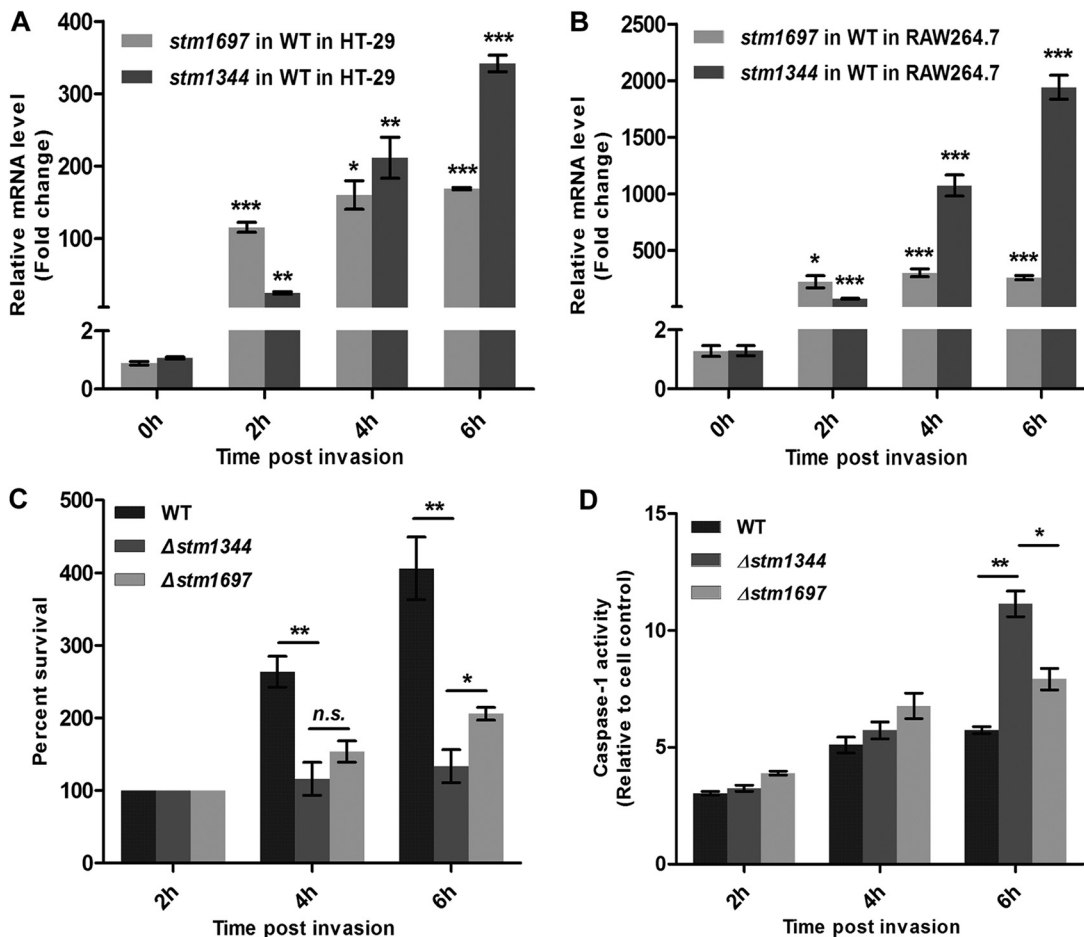 A
Relative mRNA level
(Fold change)
400
300
200
100
2
0
stm1697 in WT in HT-29
stm1344 in WT in HT-29
***
**
*
**
***
***
0h
2h
4h
6h
Time post invasion
B
Relative mRNA level
(Fold change)
2500
2000
1500
1000
500
2
0
stm1697 in WT in RAW264.7
stm1344 in WT in RAW264.7
*
***
***
***
***
***
0h
2h
4h
6h
Time post invasion
C
Percent survival
500
400
300
200
100
0
WT
Δstm1344
Δstm1697
**
n.s.
**
*
2h
4h
6h
Time post invasion
D
Caspase-1 activity
(Relative to cell control)
15
10
5
0
WT
Δstm1344
Δstm1697
**
*
2h
4h
6h
Time post invasion